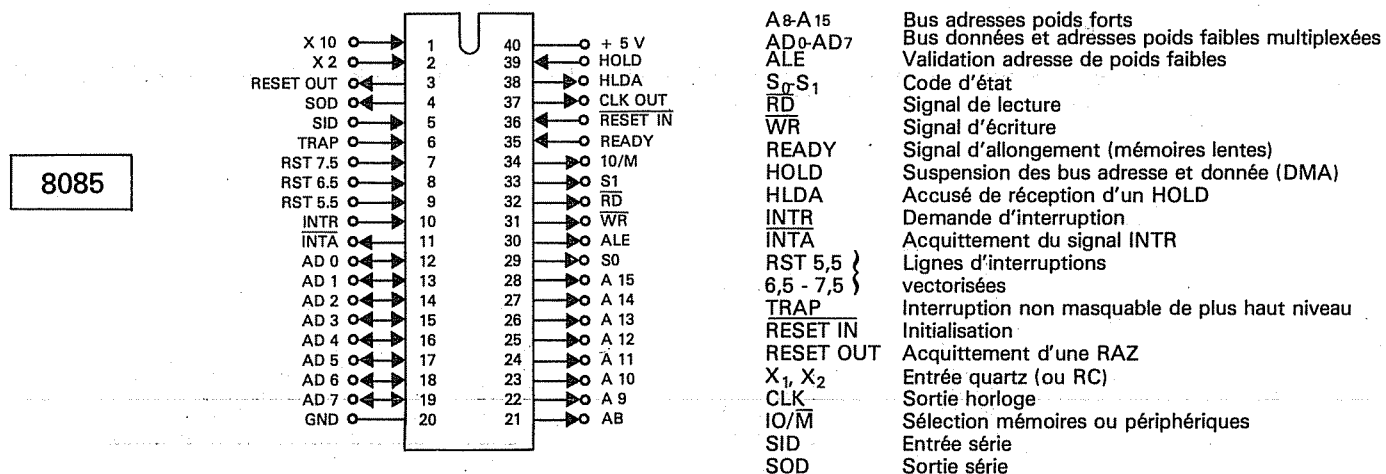 8085
X 10 1
X 2 2
RESET OUT 3
SOD 4
SID 5
TRAP 6
RST 7.5 7
RST 6.5 8
RST 5.5 9
INTR 10
INTA 11
AD 0 12
AD 1 13
AD 2 14
AD 3 15
AD 4 16
AD 5 17
AD 6 18
AD 7 19
GND 20
40 + 5 V
39 HOLD
38 HLDA
37 CLK OUT
36 RESET IN
35 READY
34 10/M
33 S1
32 RD
31 WR
30 ALE
29 S0
28 A 15
27 A 14
26 A 13
25 A 12
24 A 11
23 A 10
22 A 9
21 AB
A8-A15 Bus adresses poids forts
AD0-AD7 Bus données et adresses poids faibles multiplexées
ALE Validation adresse de poids faibles
S0-S1 Code d'état
RD Signal de lecture
WR Signal d'écriture
READY Signal d'allongement (mémoires lentes)
HOLD Suspension des bus adresse et donnée (DMA)
HLDA Accusé de réception d'un HOLD
INTR Demande d'interruption
INTA Acquittement du signal INTR
RST 5,5 } Lignes d'interruptions
6,5 - 7,5 } vectorisées
TRAP Interruption non masquable de plus haut niveau
RESET IN Initialisation
RESET OUT Acquittement d'une RAZ
X1, X2 Entrée quartz (ou RC)
CLK Sortie horloge
IO/M Sélection mémoires ou périphériques
SID Entrée série
SOD Sortie série